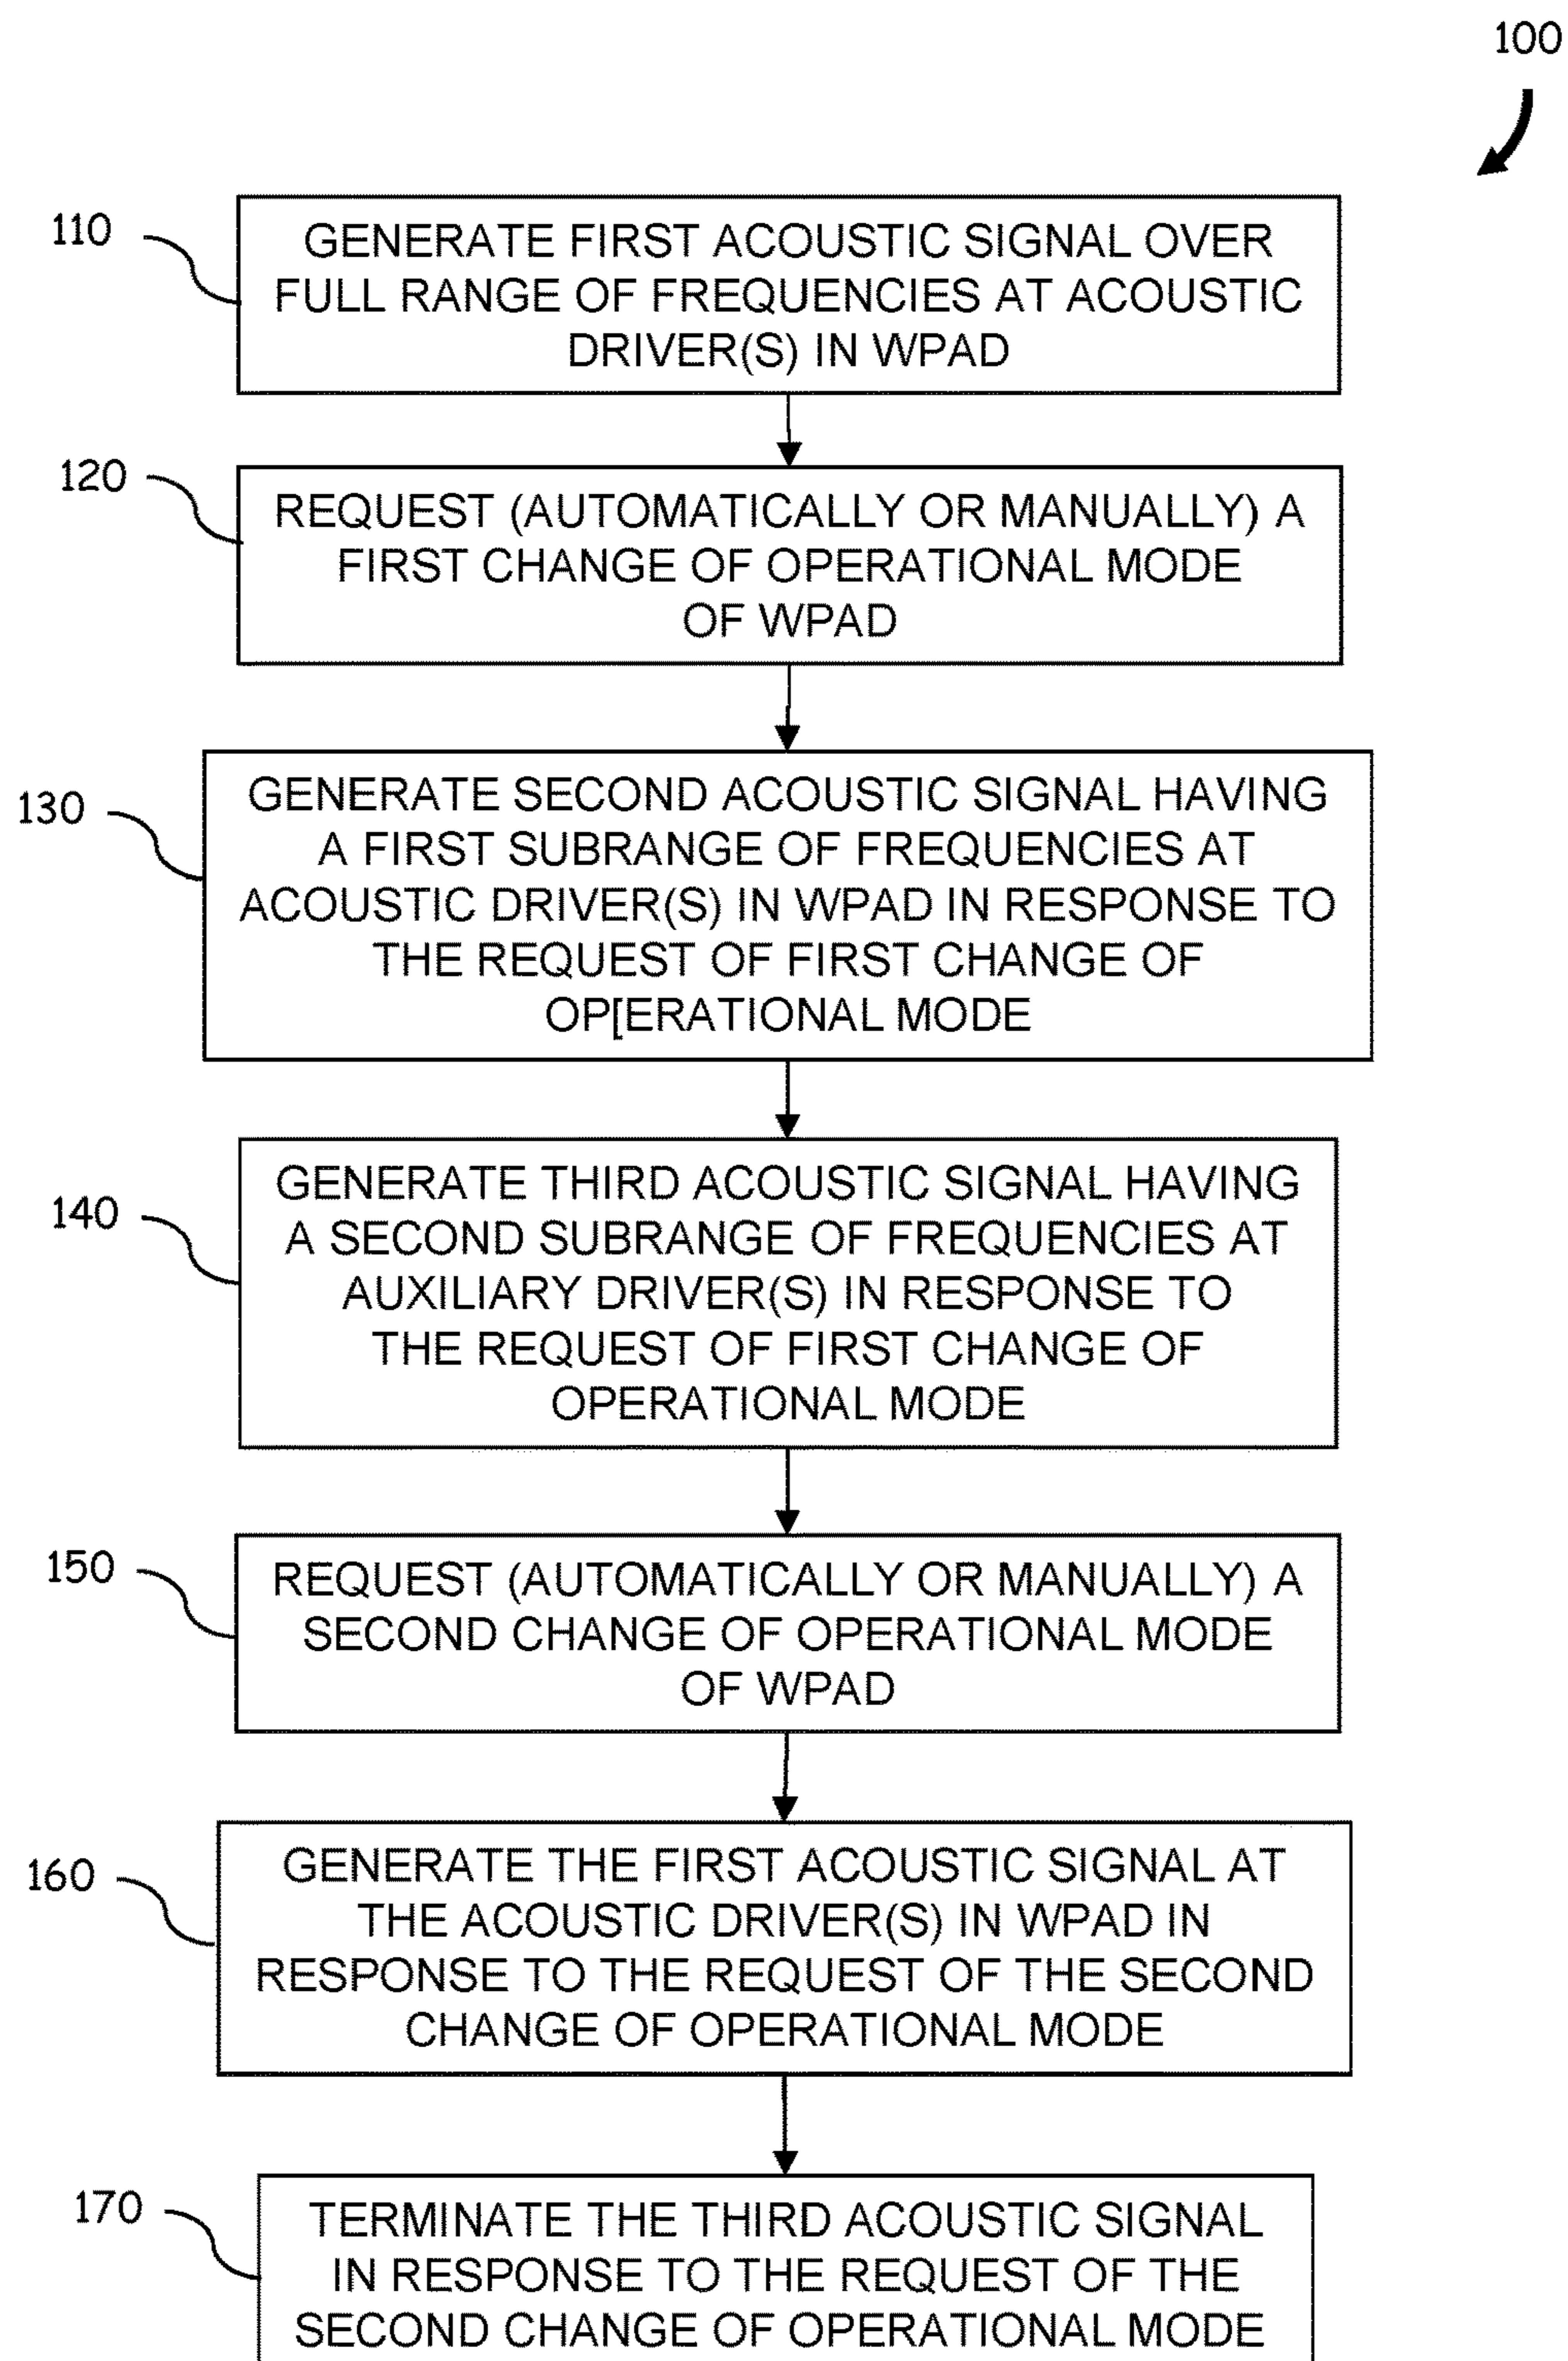 100
110
GENERATE FIRST ACOUSTIC SIGNAL OVER
FULL RANGE OF FREQUENCIES AT ACOUSTIC
DRIVER(S) IN WPAD
120
REQUEST (AUTOMATICALLY OR MANUALLY) A
FIRST CHANGE OF OPERATIONAL MODE
OF WPAD
130
GENERATE SECOND ACOUSTIC SIGNAL HAVING
A FIRST SUBRANGE OF FREQUENCIES AT
ACOUSTIC DRIVER(S) IN WPAD IN RESPONSE TO
THE REQUEST OF FIRST CHANGE OF
OP[ERATIONAL MODE
140
GENERATE THIRD ACOUSTIC SIGNAL HAVING
A SECOND SUBRANGE OF FREQUENCIES AT
AUXILIARY DRIVER(S) IN RESPONSE TO
THE REQUEST OF FIRST CHANGE OF
OPERATIONAL MODE
150
REQUEST (AUTOMATICALLY OR MANUALLY) A
SECOND CHANGE OF OPERATIONAL MODE
OF WPAD
160
GENERATE THE FIRST ACOUSTIC SIGNAL AT
THE ACOUSTIC DRIVER(S) IN WPAD IN
RESPONSE TO THE REQUEST OF THE SECOND
CHANGE OF OPERATIONAL MODE
170
TERMINATE THE THIRD ACOUSTIC SIGNAL
IN RESPONSE TO THE REQUEST OF THE
SECOND CHANGE OF OPERATIONAL MODE